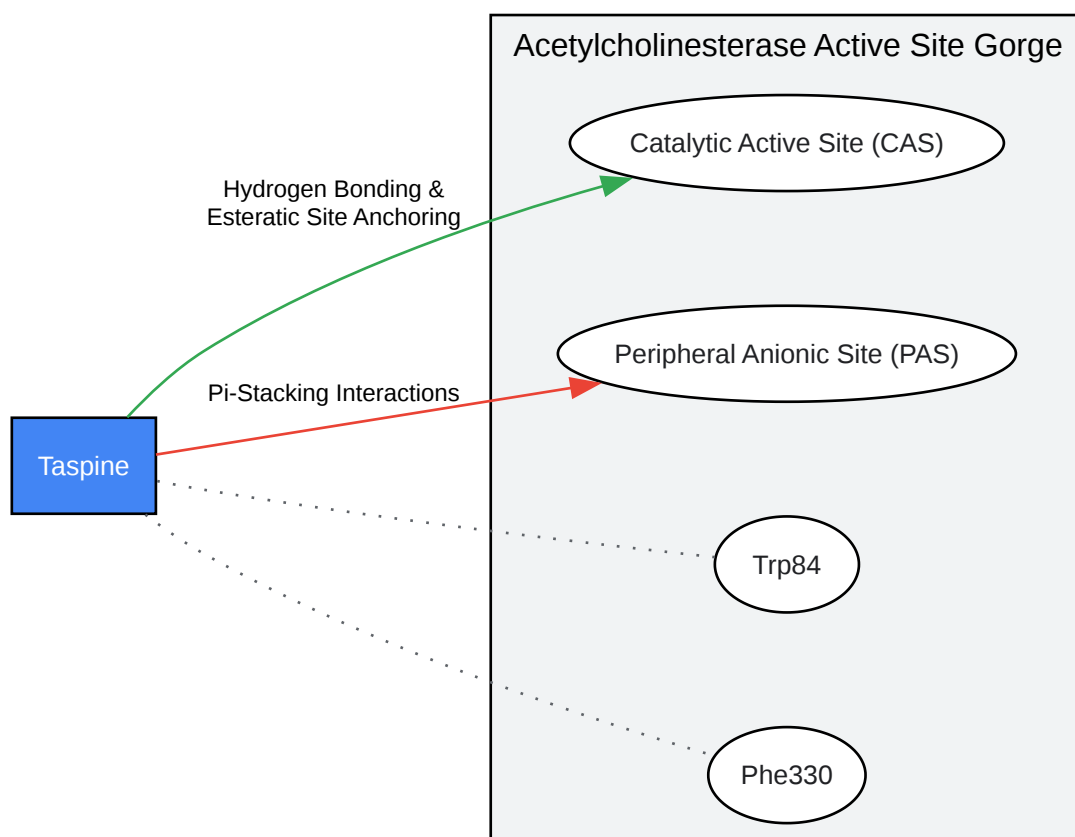 Acetylcholinesterase Active Site Gorge
Catalytic Active Site (CAS)
Hydrogen Bonding &
Esteratic Site Anchoring
Peripheral Anionic Site (PAS)
Pi-Stacking Interactions
Taspine
Trp84
Phe330